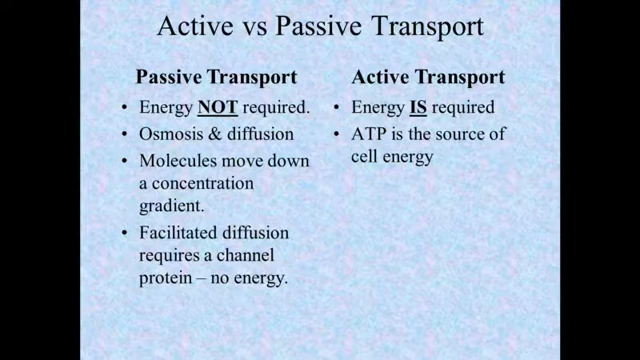 Active vs Passive Transport
Passive Transport
• Energy NOT required.
• Osmosis & diffusion
• Molecules move down
a concentration
gradient.
• Facilitated diffusion
requires a channel
protein – no energy.
Active Transport
• Energy IS required
• ATP is the source of
cell energy